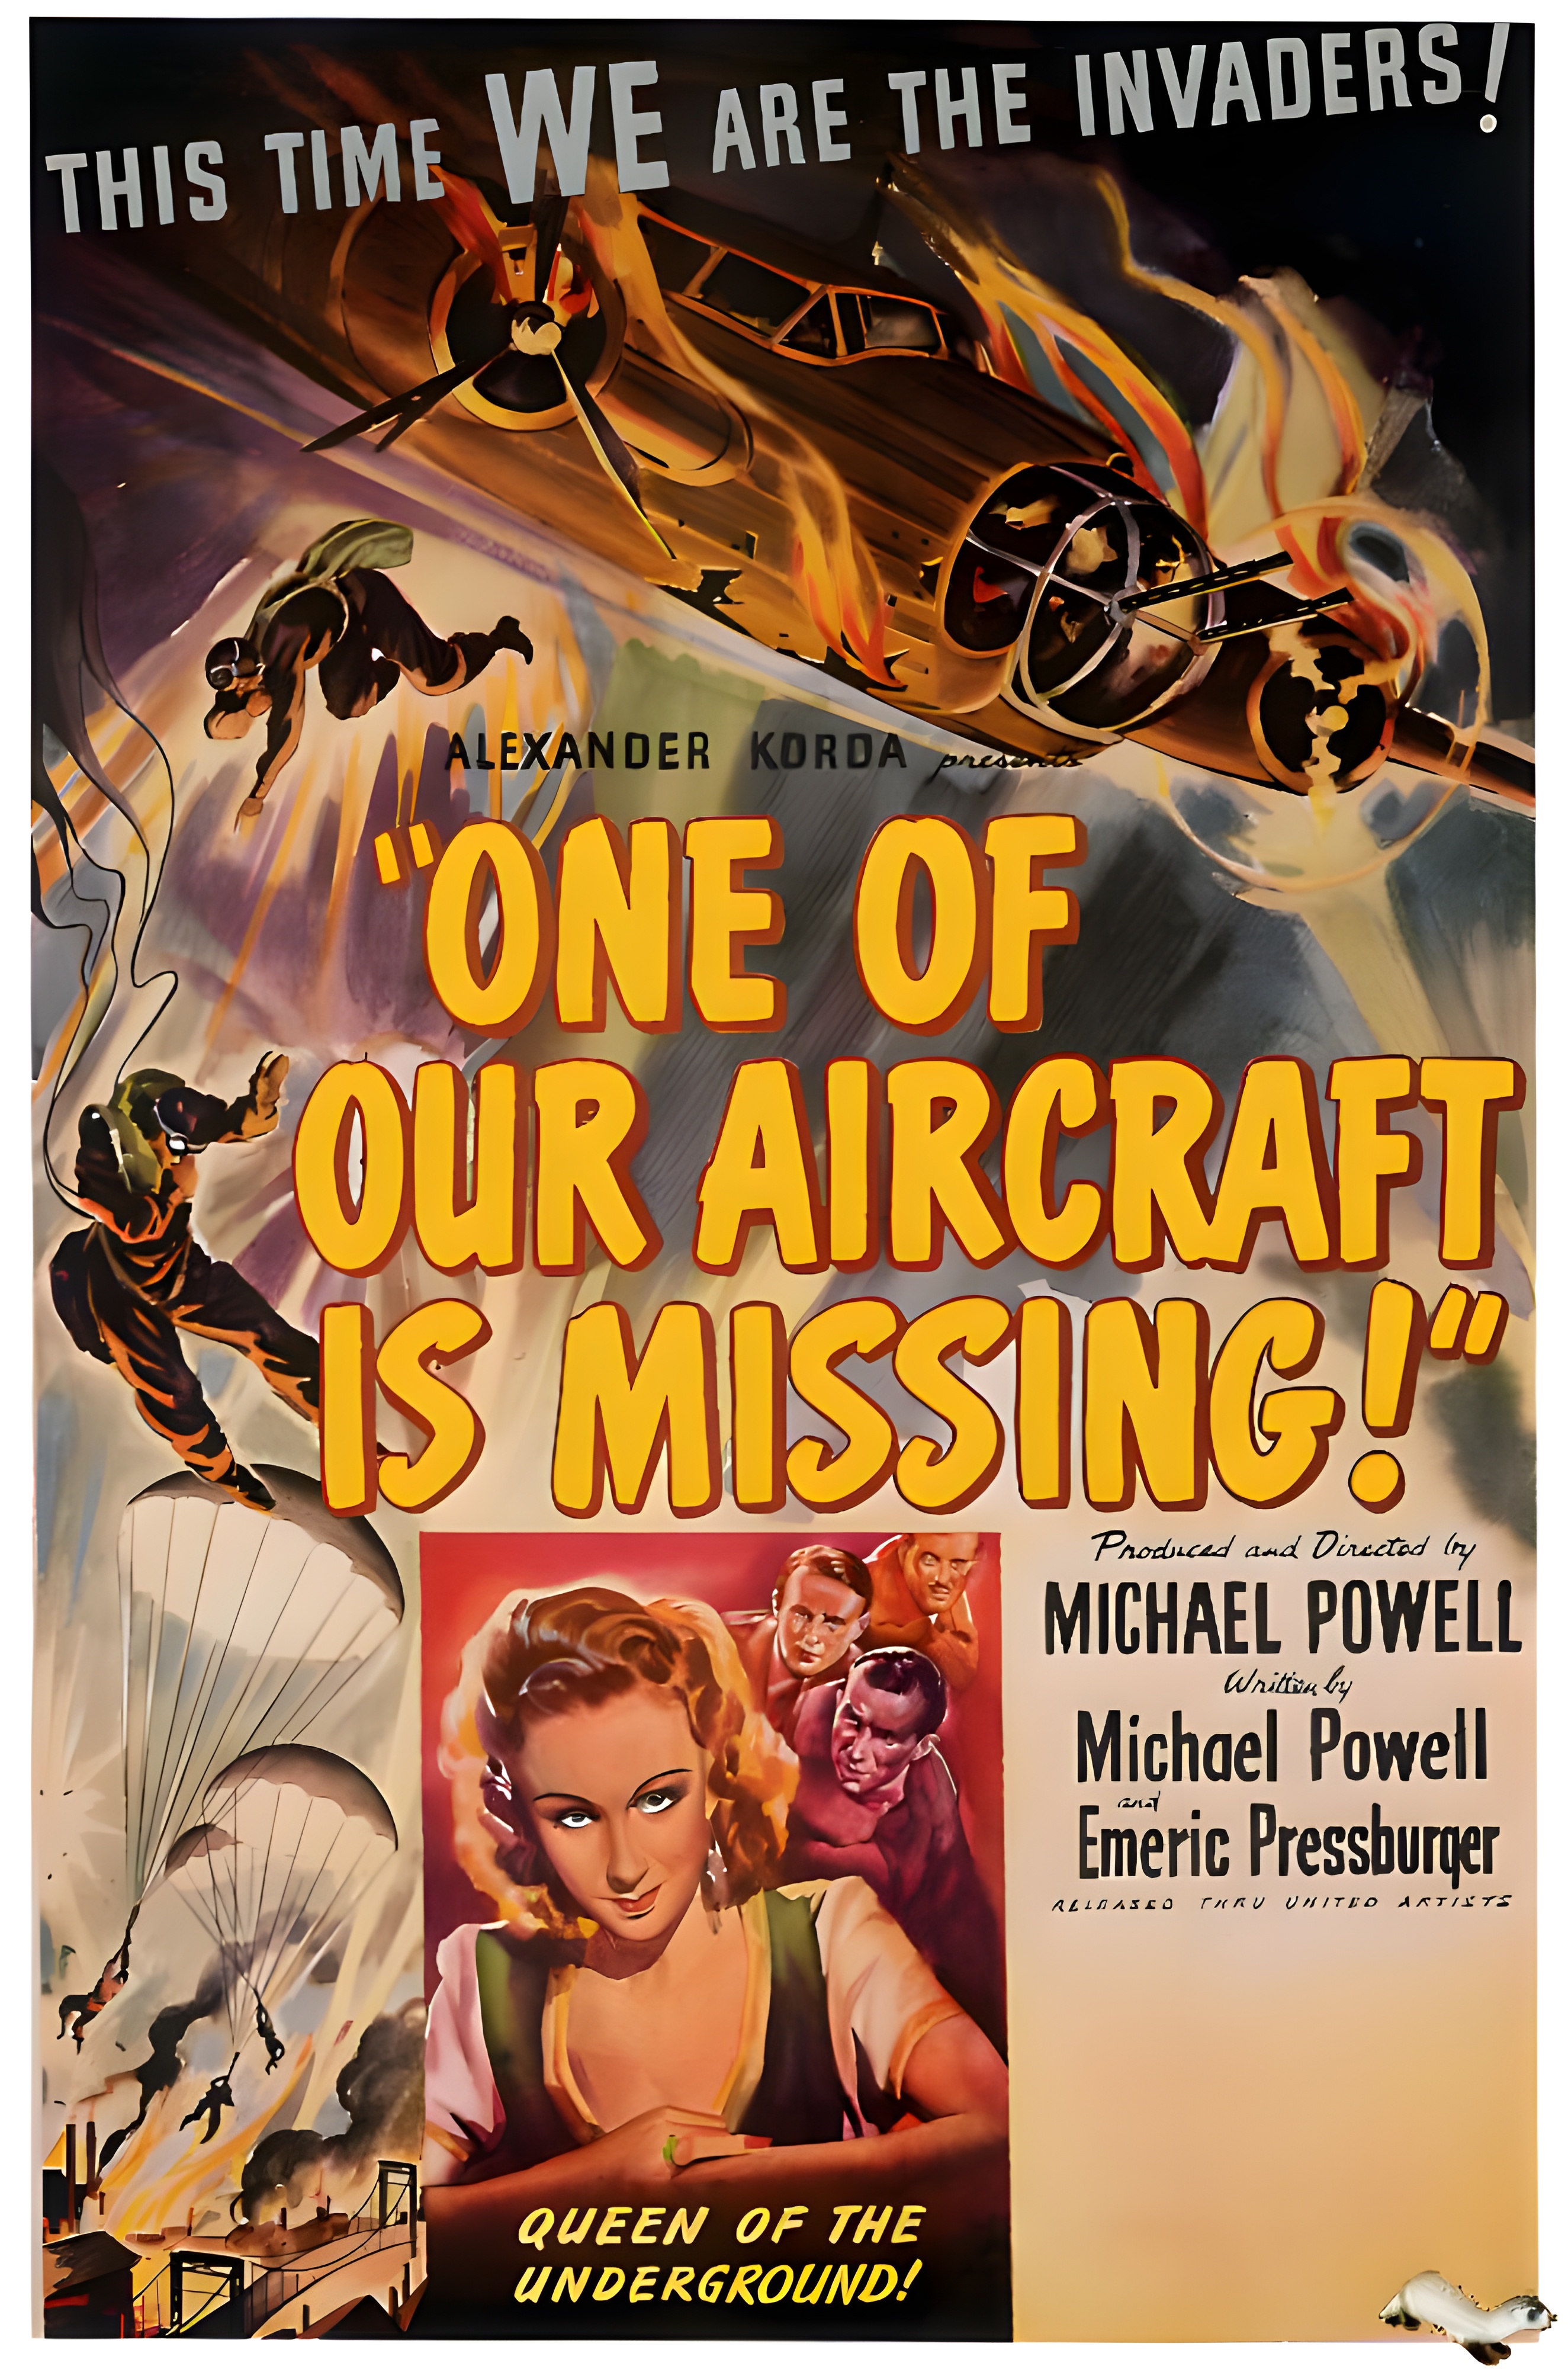 THIS TIME WE ARE THE INVADERS!
ALEXANDER KORDA presents
"ONE OF
OUR AIRCRAFT
IS MISSING!"
Produced and Directed by
MICHAEL POWELL
Written by
Michael Powell
and
Emeric Pressburger
RELEASED THRU UNITED ARTISTS
QUEEN OF THE
UNDERGROUND!